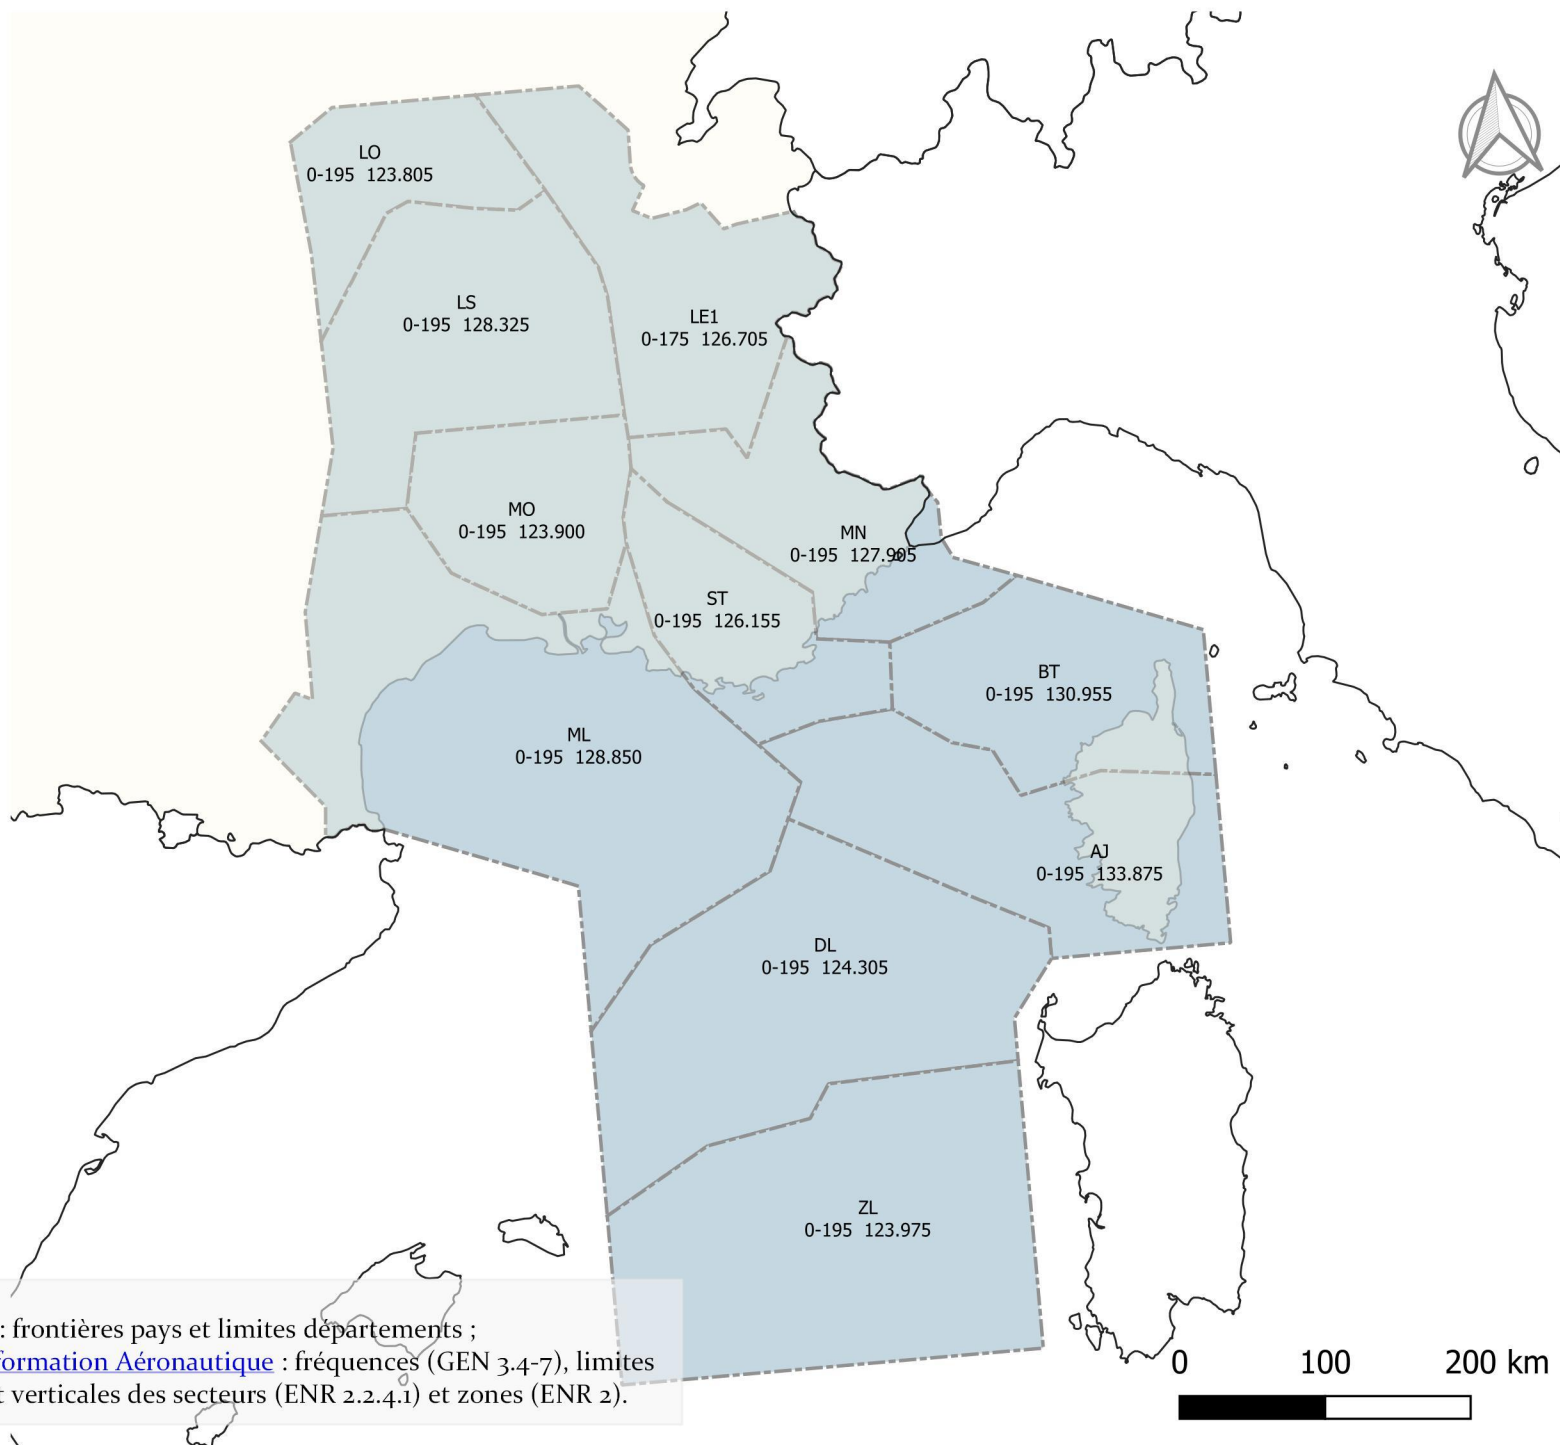 LO
0-195 123.805
LS
0-195 128.325
LE1
0-175 126.705
MO
0-195 123.900
MN
0-195 127.905
ST
0-195 126.155
BT
0-195 130.955
ML
0-195 128.850
AJ
0-195 133.875
DL
0-195 124.305
ZL
0-195 123.975
: frontières pays et limites départements ;
formation Aéronautique : fréquences (GEN 3.4-7), limites
t verticales des secteurs (ENR 2.2.4.1) et zones (ENR 2).
0 100 200 km